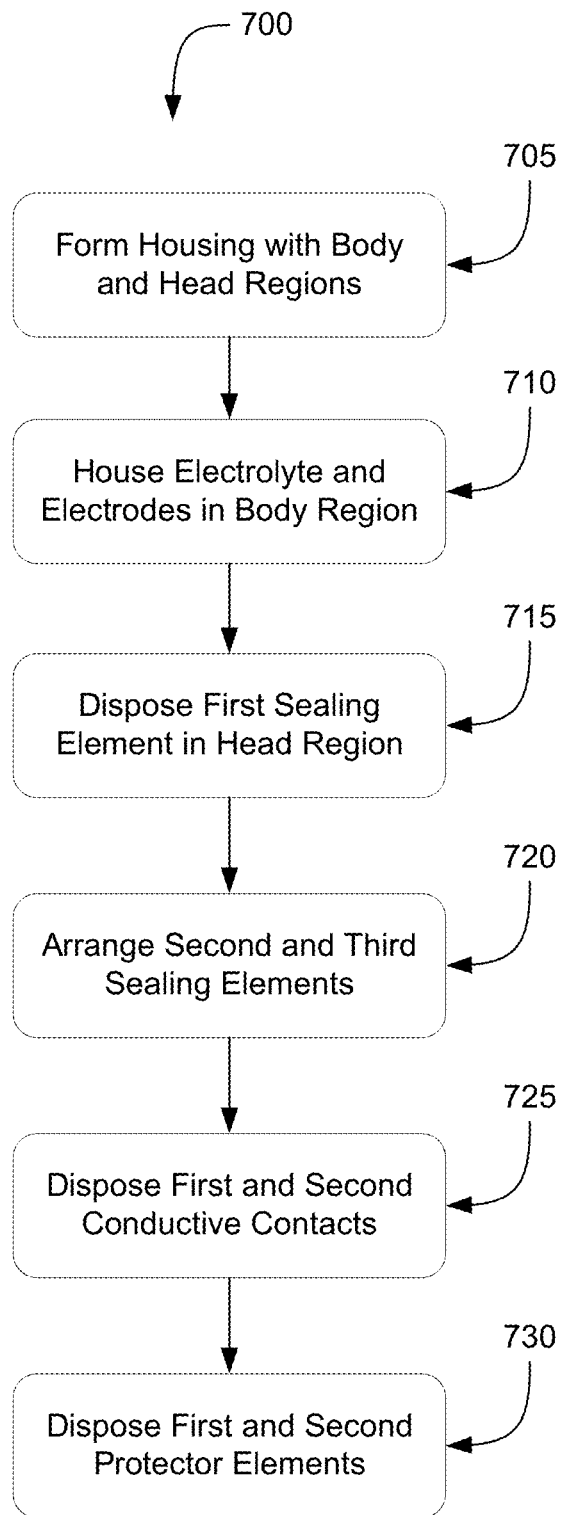 700
705
Form Housing with Body
and Head Regions
710
House Electrolyte and
Electrodes in Body Region
715
Dispose First Sealing
Element in Head Region
720
Arrange Second and Third
Sealing Elements
725
Dispose First and Second
Conductive Contacts
730
Dispose First and Second
Protector Elements